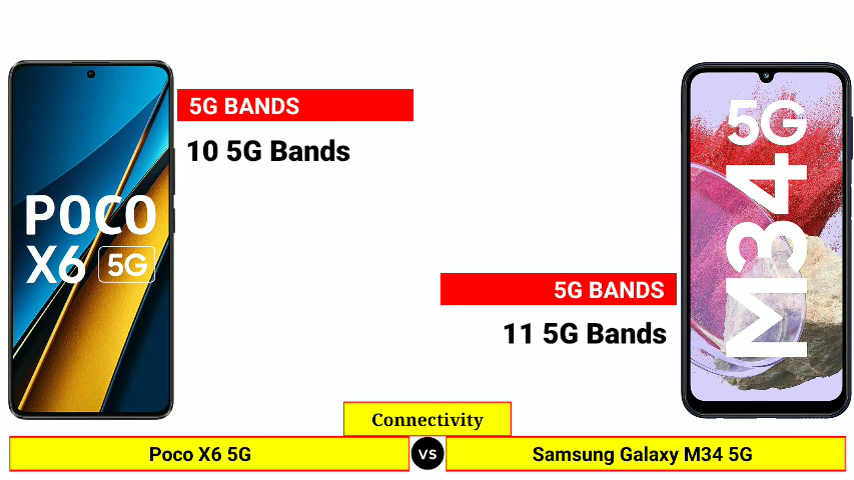 POCO
X6 5G
5G BANDS
10 5G Bands
5G BANDS
11 5G Bands
5G
M34
Connectivity
Poco X6 5G
VS
Samsung Galaxy M34 5G